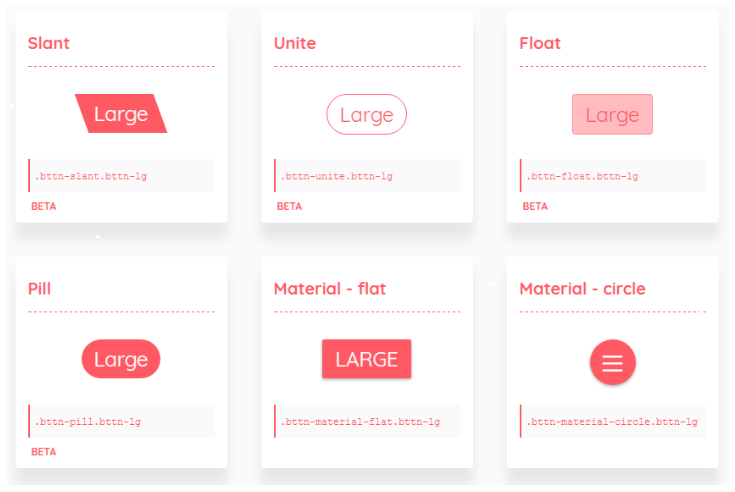 Slant
Large
.bttn-slant.bttn-lg
BETA
Unite
Large
.bttn-unite.bttn-lg
BETA
Float
Large
.bttn-float.bttn-lg
BETA
Pill
Large
.bttn-pill.bttn-lg
BETA
Material - flat
LARGE
.bttn-material-flat.bttn-lg
Material - circle
.bttn-material-circle.bttn-lg